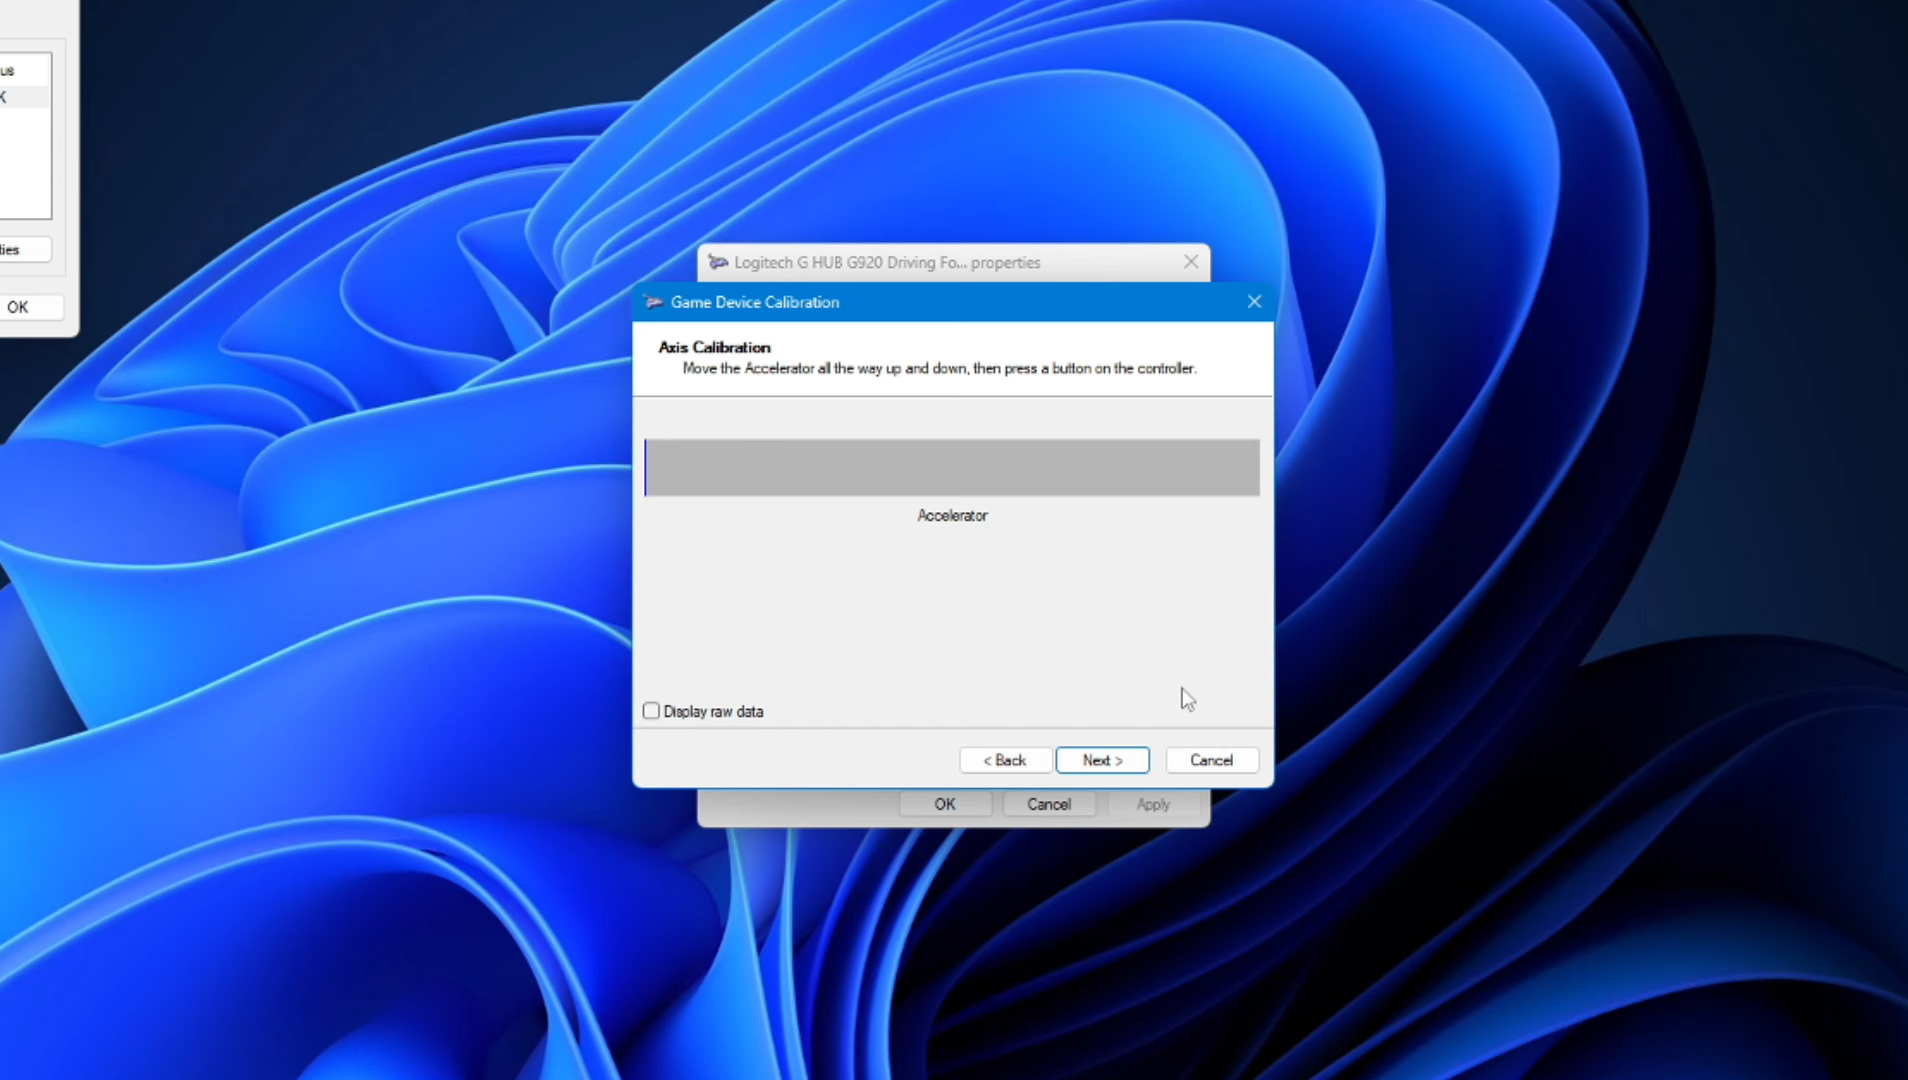 us
K
ties
OK
Logitech G HUB G920 Driving Fo... properties
Game Device Calibration
Axis Calibration
Move the Accelerator all the way up and down, then press a button on the controller.
Accelerator
Display raw data
< Back
Next >
Cancel
OK
Cancel
Apply